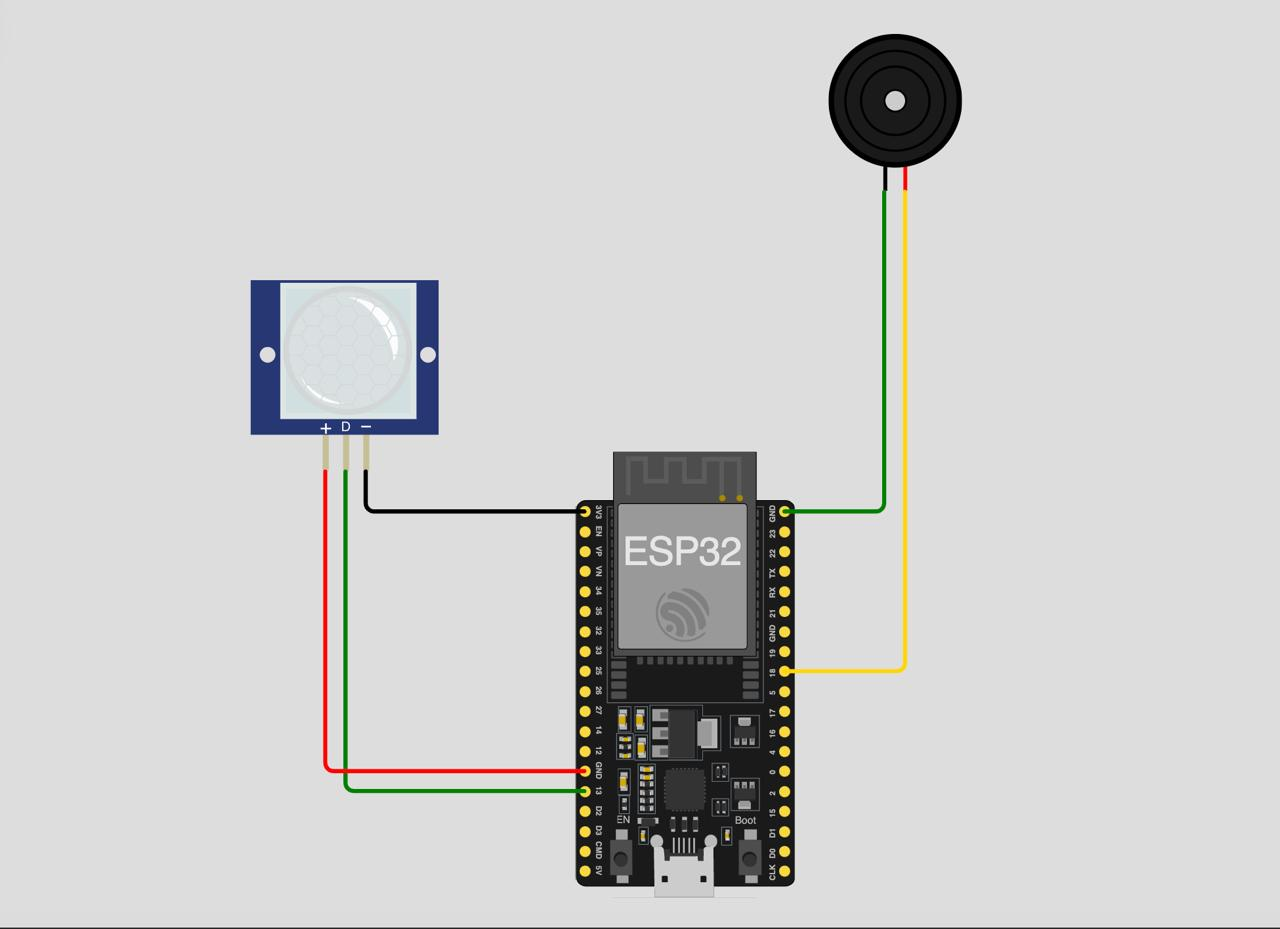 + D −
ESP32
3V3
EN
VP
VN
34
35
32
33
25
26
27
14
12
GND
13
D2
D3
CMD
5V
GND
23
22
TX
RX
21
GND
19
18
5
17
16
4
0
2
15
D1
D0
CLK
EN
Boot